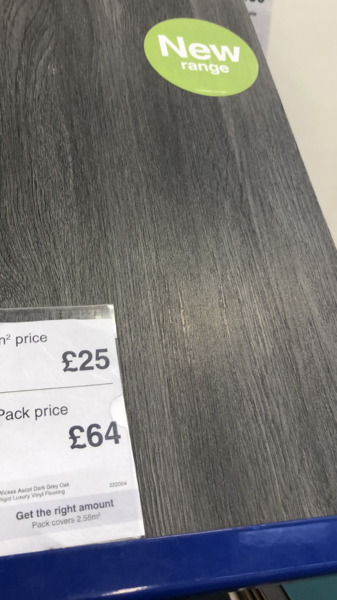 New
range
m² price
£25
Pack price
£64
Wickes Ascot Dark Grey Oak
Rigid Luxury Vinyl Flooring
Get the right amount
Pack covers 2.56m²